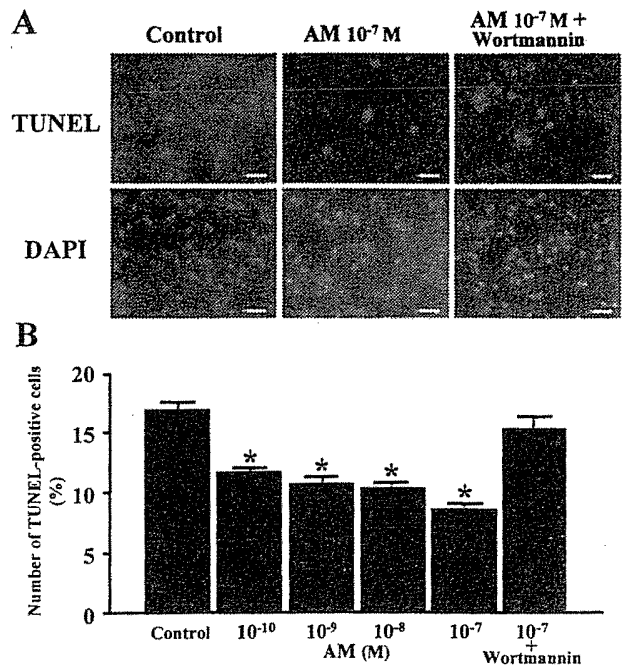 A
Control
AM 10⁻⁷ M
AM 10⁻⁷ M +
Wortmannin
TUNEL
DAPI
B
Number of TUNEL-positive cells
(%)
20
15
10
5
0
* * * *
Control 10⁻¹⁰ 10⁻⁹ 10⁻⁸ 10⁻⁷ 10⁻⁷
AM (M) +
Wortmannin